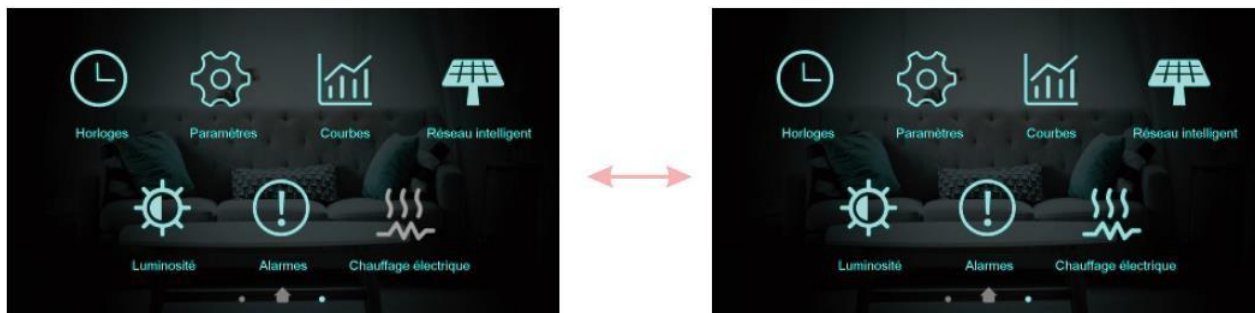 Horloges Paramètres Courbes Réseau intelligent
Luminosité Alarmes Chauffage électrique
Horloges Paramètres Courbes Réseau intelligent
Luminosité Alarmes Chauffage électrique